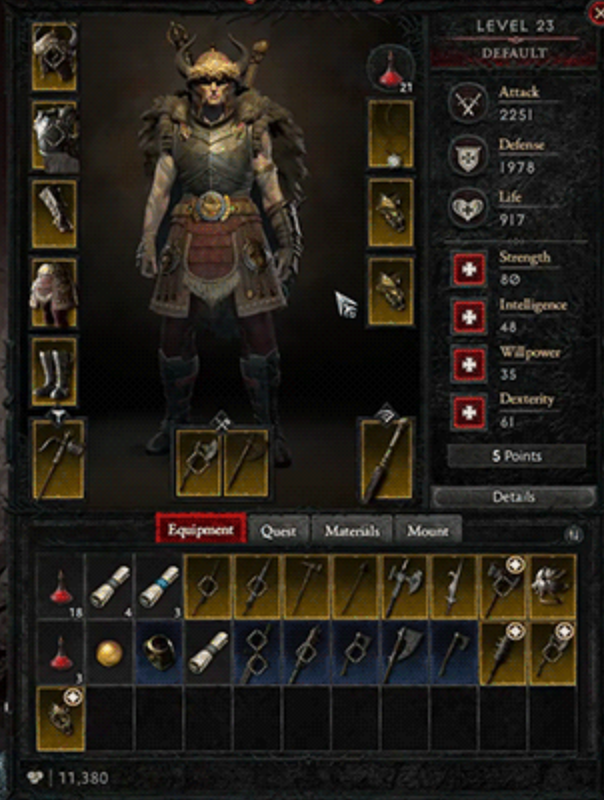 LEVEL 23
DEFAULT
21
Attack
2251
Defense
1978
Life
917
Strength
80
Intelligence
48
Willpower
35
Dexterity
61
5 Points
Details
Equipment Quest Materials Mount
18 4 3
3
11,380